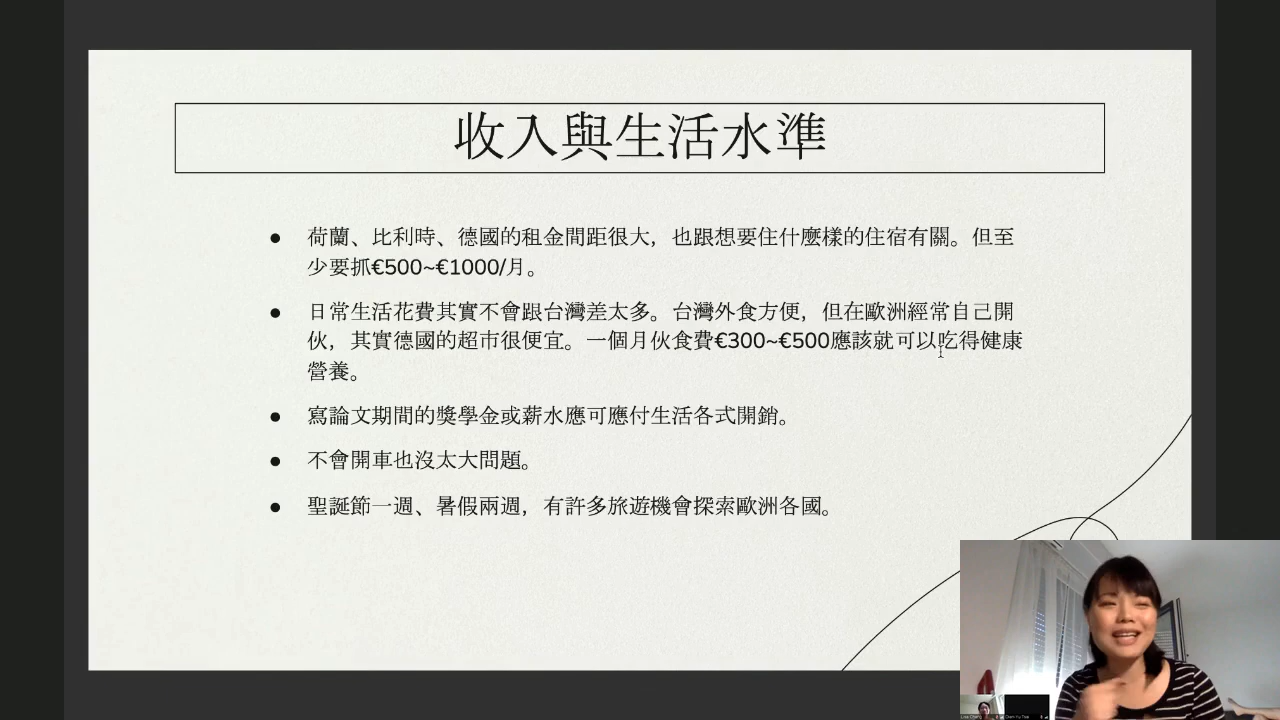 收入與生活水準
● 荷蘭、比利時、德國的租金間距很大，也跟想要住什麼樣的住宿有關。但至
少要抓€500~€1000/月。
● 日常生活花費其實不會跟台灣差太多。台灣外食方便，但在歐洲經常自己開
伙，其實德國的超市很便宜。一個月伙食費€300~€500應該就可以吃得健康
營養。
● 寫論文期間的獎學金或薪水應可應付生活各式開銷。
● 不會開車也沒太大問題。
● 聖誕節一週、暑假兩週，有許多旅遊機會探索歐洲各國。